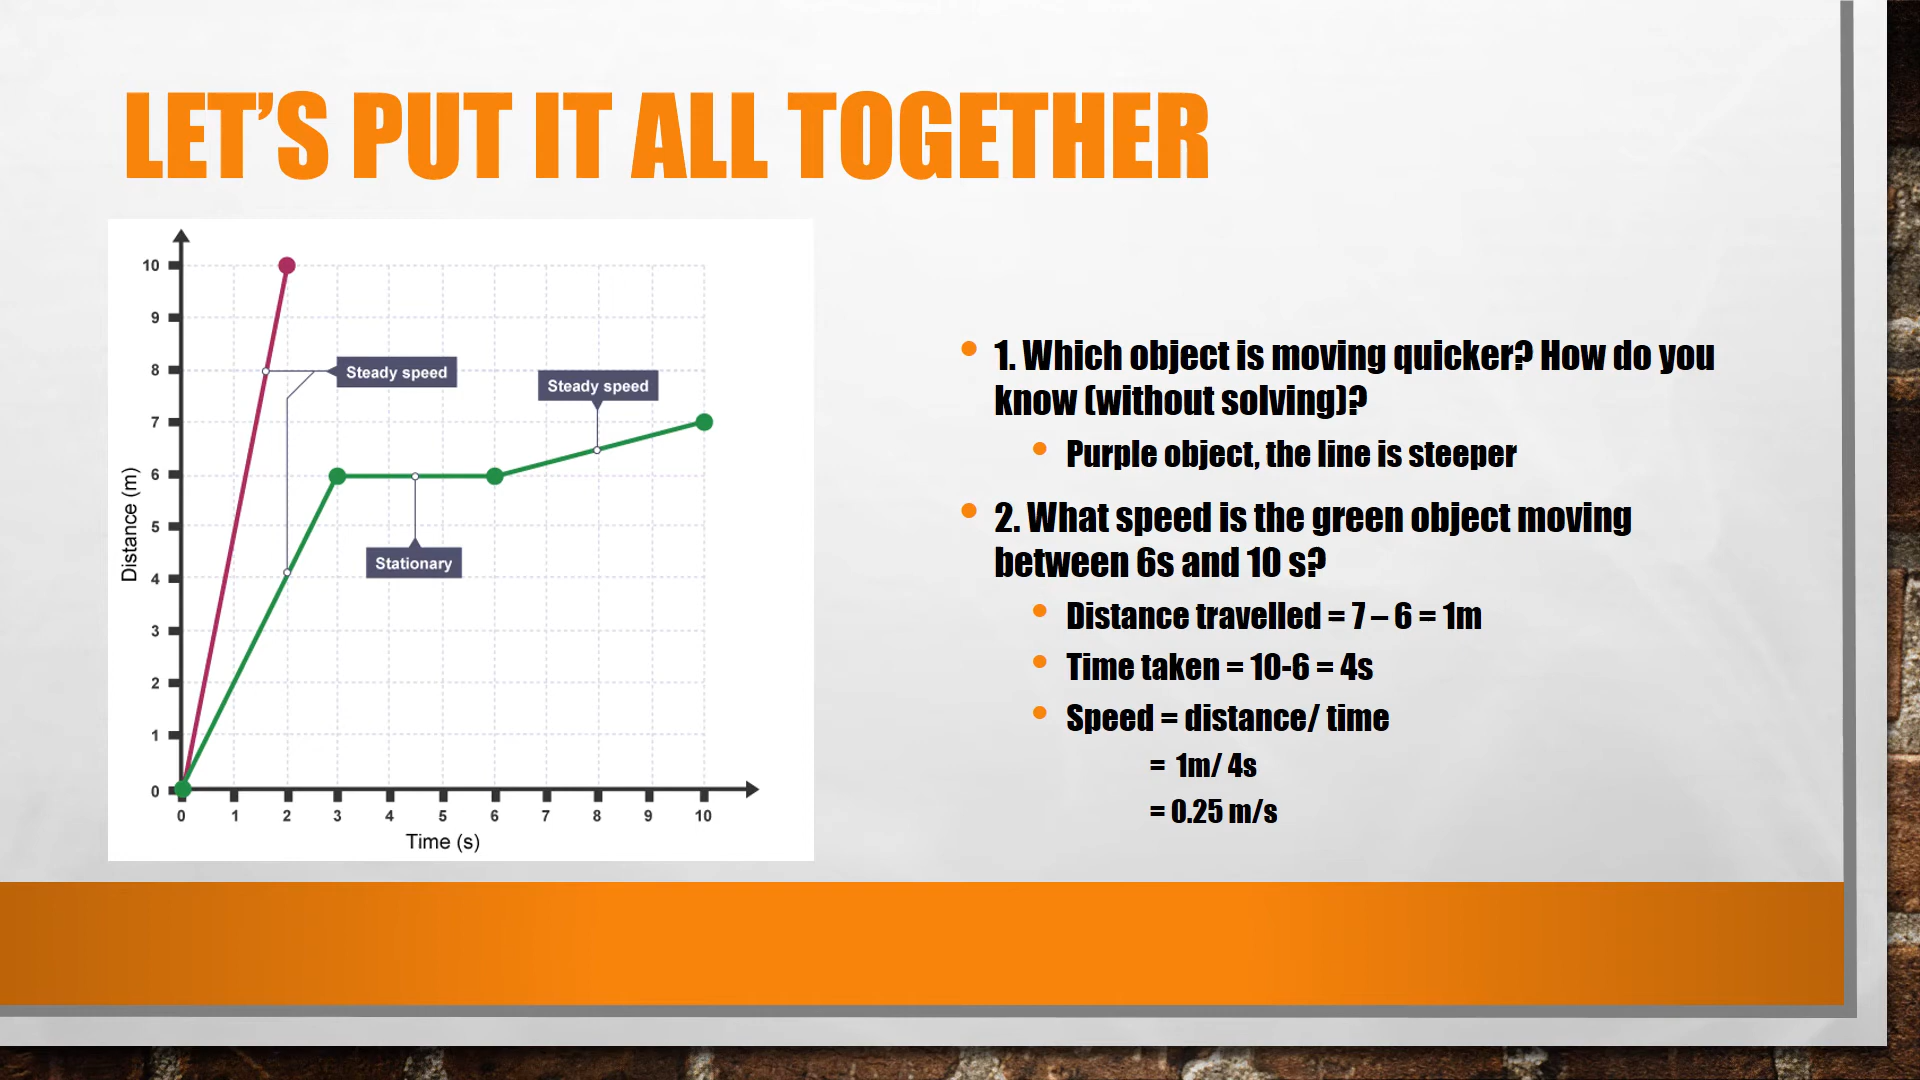 LET'S PUT IT ALL TOGETHER
10
9
8
7
6
5
4
3
2
1
0
Distance (m)
Steady speed
Steady speed
Stationary
0 1 2 3 4 5 6 7 8 9 10
Time (s)
1. Which object is moving quicker? How do you
know (without solving)?
Purple object, the line is steeper
2. What speed is the green object moving
between 6s and 10 s?
Distance travelled = 7 – 6 = 1m
Time taken = 10-6 = 4s
Speed = distance/ time
= 1m/ 4s
= 0.25 m/s